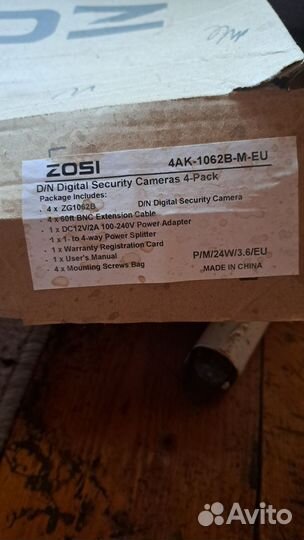 ZOSI
4AK-1062B-M-EU
D/N Digital Security Cameras 4-Pack
Package Includes:
- 4 x ZG1062B D/N Digital Security Camera
- 4 x 60ft BNC Extension Cable
- 1 x DC12V/2A 100-240V Power Adapter
- 1 x 1- to 4-way Power Splitter
- 1 x Warranty Registration Card
- 1 x User's Manual
- 4 x Mounting Screws Bag
P/M/24W/3.6/EU
MADE IN CHINA
Avito